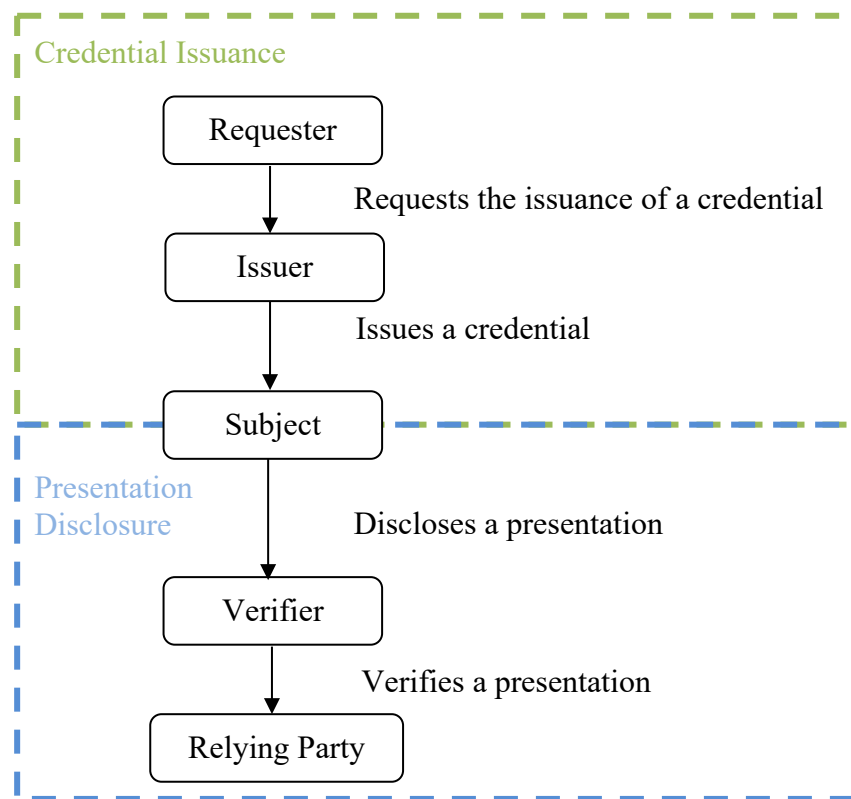 Credential Issuance
Requester
Requests the issuance of a credential
Issuer
Issues a credential
Subject
Presentation
Disclosure
Discloses a presentation
Verifier
Verifies a presentation
Relying Party